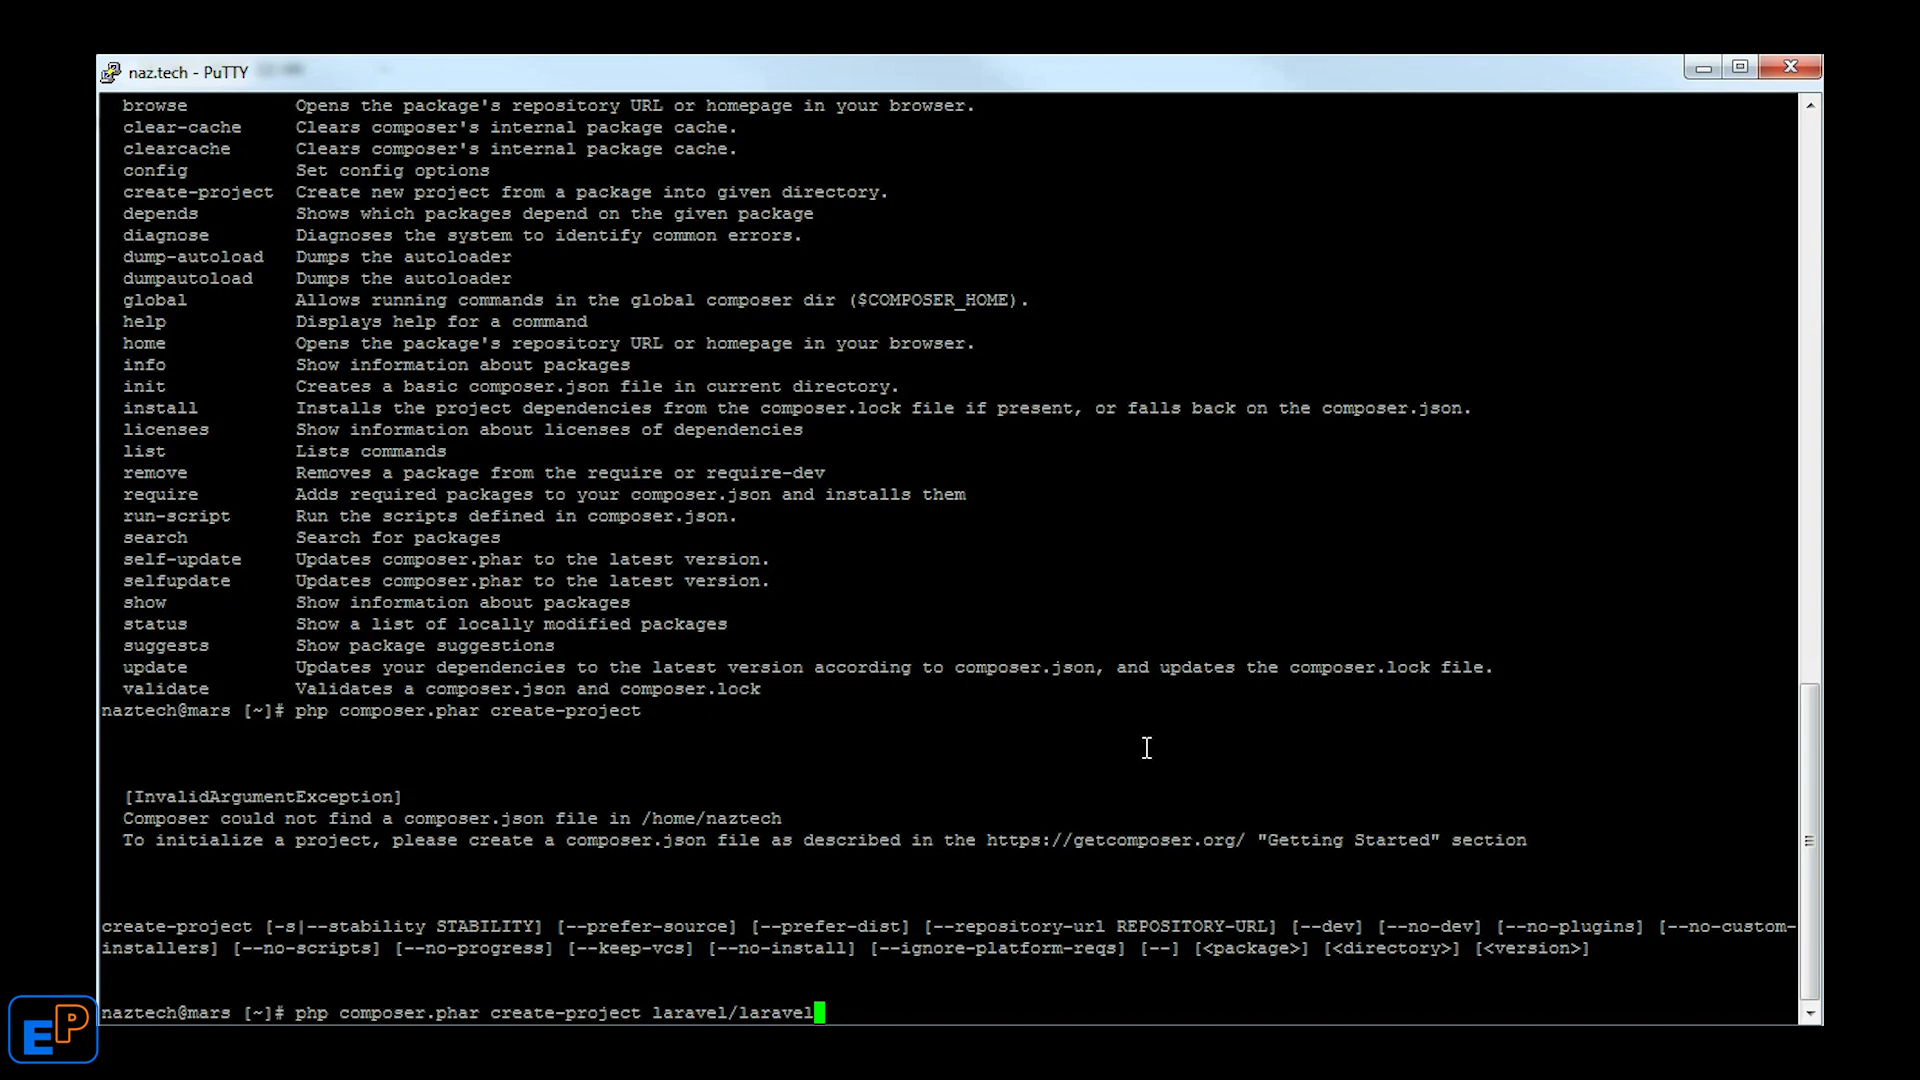 naz.tech - PuTTY
browse Opens the package's repository URL or homepage in your browser.
clear-cache Clears composer's internal package cache.
clearcache Clears composer's internal package cache.
config Set config options
create-project Create new project from a package into given directory.
depends Shows which packages depend on the given package
diagnose Diagnoses the system to identify common errors.
dump-autoload Dumps the autoloader
dumpautoload Dumps the autoloader
global Allows running commands in the global composer dir ($COMPOSER_HOME).
help Displays help for a command
home Opens the package's repository URL or homepage in your browser.
info Show information about packages
init Creates a basic composer.json file in current directory.
install Installs the project dependencies from the composer.lock file if present, or falls back on the composer.json.
licenses Show information about licenses of dependencies
list Lists commands
remove Removes a package from the require or require-dev
require Adds required packages to your composer.json and installs them
run-script Run the scripts defined in composer.json.
search Search for packages
self-update Updates composer.phar to the latest version.
selfupdate Updates composer.phar to the latest version.
show Show information about packages
status Show a list of locally modified packages
suggests Show package suggestions
update Updates your dependencies to the latest version according to composer.json, and updates the composer.lock file.
validate Validates a composer.json and composer.lock
naztech@mars [~]# php composer.phar create-project
[InvalidArgumentException]
Composer could not find a composer.json file in /home/naztech
To initialize a project, please create a composer.json file as described in the https://getcomposer.org/ "Getting Started" section
create-project [-s|--stability STABILITY] [--prefer-source] [--prefer-dist] [--repository-url REPOSITORY-URL] [--dev] [--no-dev] [--no-plugins] [--no-custom-
installers] [--no-scripts] [--no-progress] [--keep-vcs] [--no-install] [--ignore-platform-reqs] [--] [<package>] [<directory>] [<version>]
naztech@mars [~]# php composer.phar create-project laravel/laravel
EP